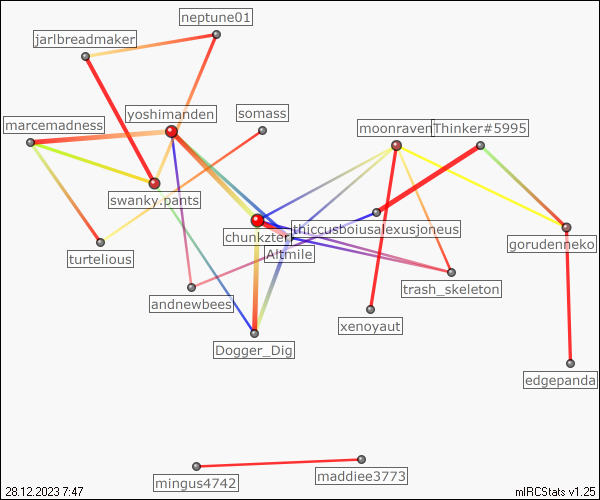 neptune01
jarlbreadmaker
yoshimanden
somass
marcemadness
moonraven
Thinker#5995
swanky.pants
thiccusboiusalexusjoneus
chunkzter
gorudenneko
Altmile
turtelious
trash_skeleton
andnewbees
xenoyaut
Dogger_Dig
edgepanda
maddiee3773
mingus4742
28.12.2023 7:47
mIRCStats v1.25